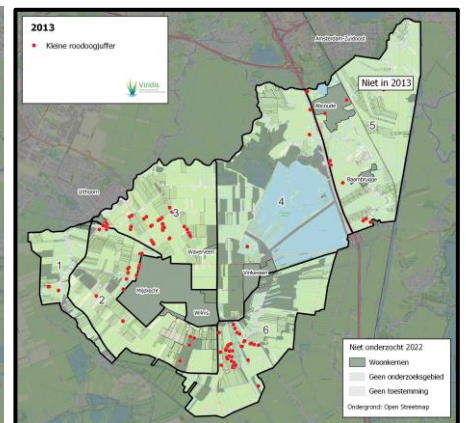 2013
Kleine roodoogjuffer
Viridis
Amsterdam-Zuidoost
Niet in 2013
Abcoude
5
Baambrugge
Uithoorn
3
4
Waverveen
Vinkeveen
1
2
Mijdrecht
Wilnis
6
Niet onderzocht 2022
Woonkernen
Geen onderzoeksgebied
Geen toestemming
Ondergrond: Open Streetmap